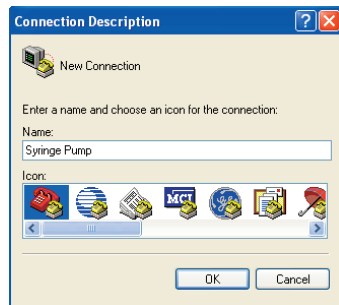 Connection Description
New Connection
Enter a name and choose an icon for the connection:
Name:
Syringe Pump
Icon:
MCI
OK
Cancel